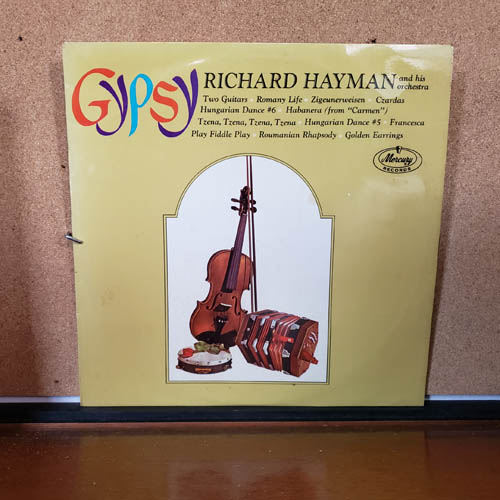 Gypsy RICHARD HAYMAN and his orchestra
Two Guitars Romany Life Zigeunerweisen Czardas
Hungarian Dance #6 Habanera (from "Carmen")
Tzena, Tzena, Tzena, Tzena Hungarian Dance #5 Francesca
Play Fiddle Play Roumanian Rhapsody Golden Earrings
Mercury
RECORDS